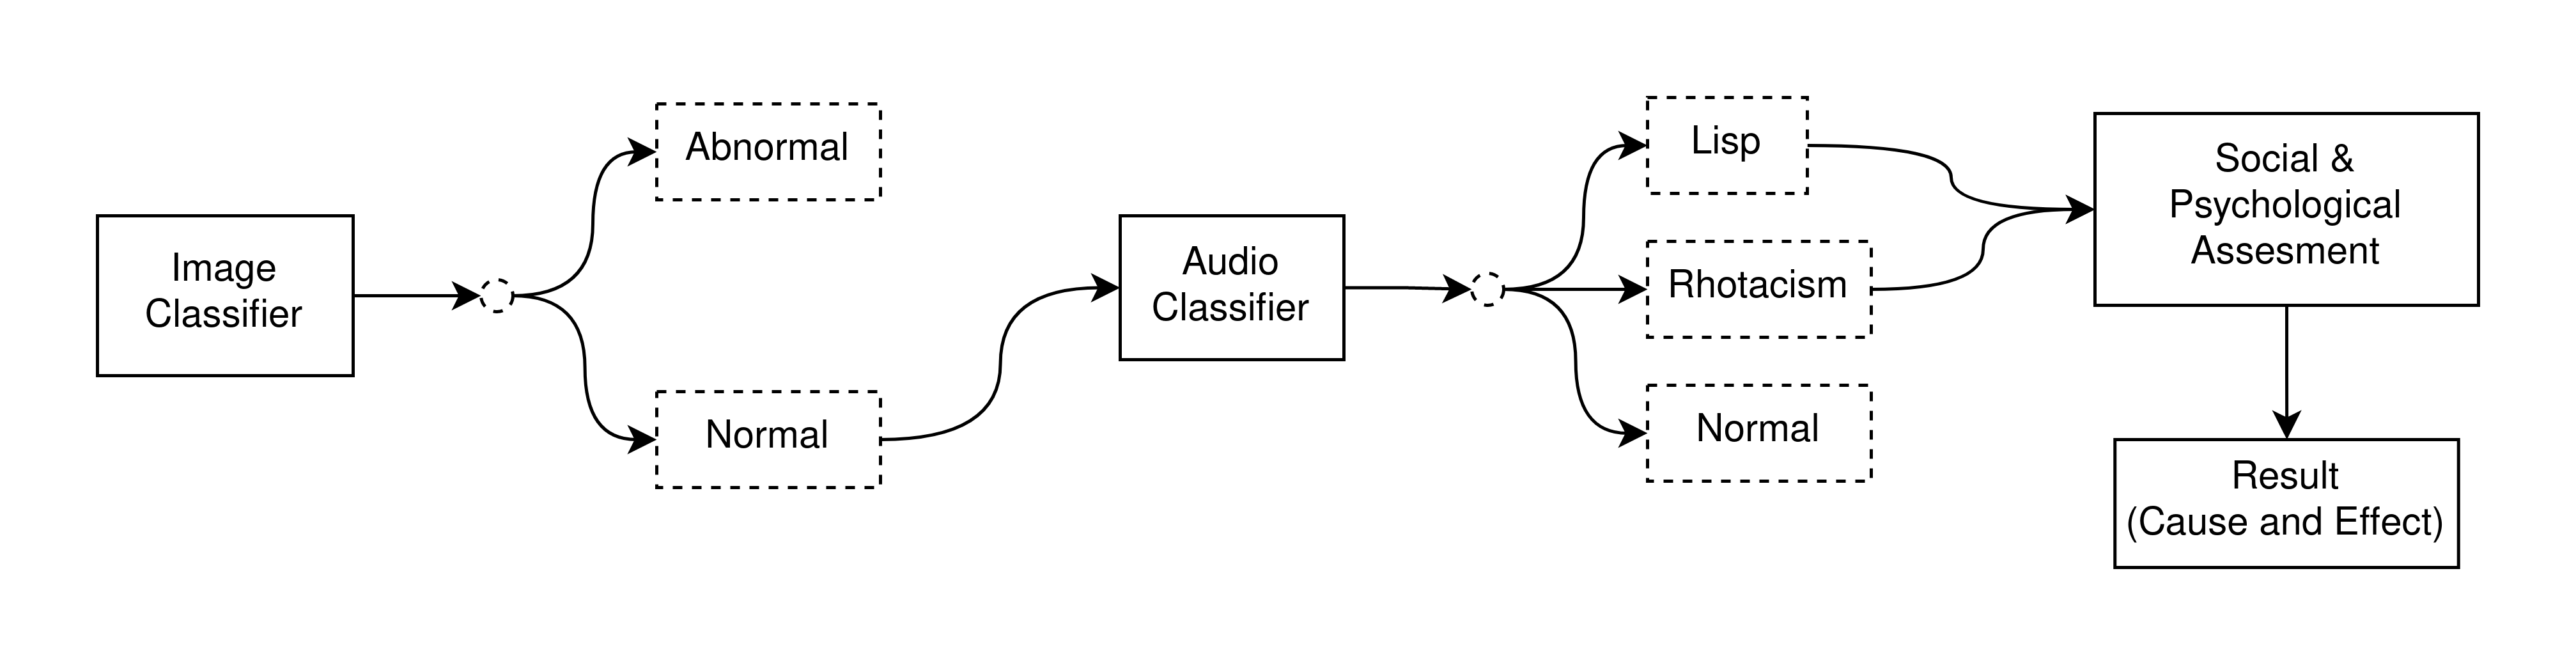 Image
Classifier
Abnormal
Normal
Audio
Classifier
Lisp
Rhotacism
Normal
Social &
Psychological
Assesment
Result
(Cause and Effect)